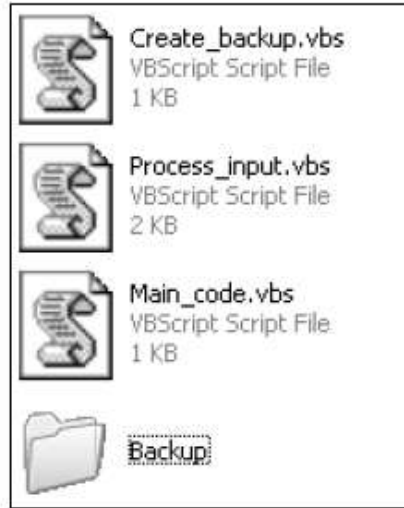 Create_backup.vbs
VBScript Script File
1 KB
Process_input.vbs
VBScript Script File
2 KB
Main_code.vbs
VBScript Script File
1 KB
Backup